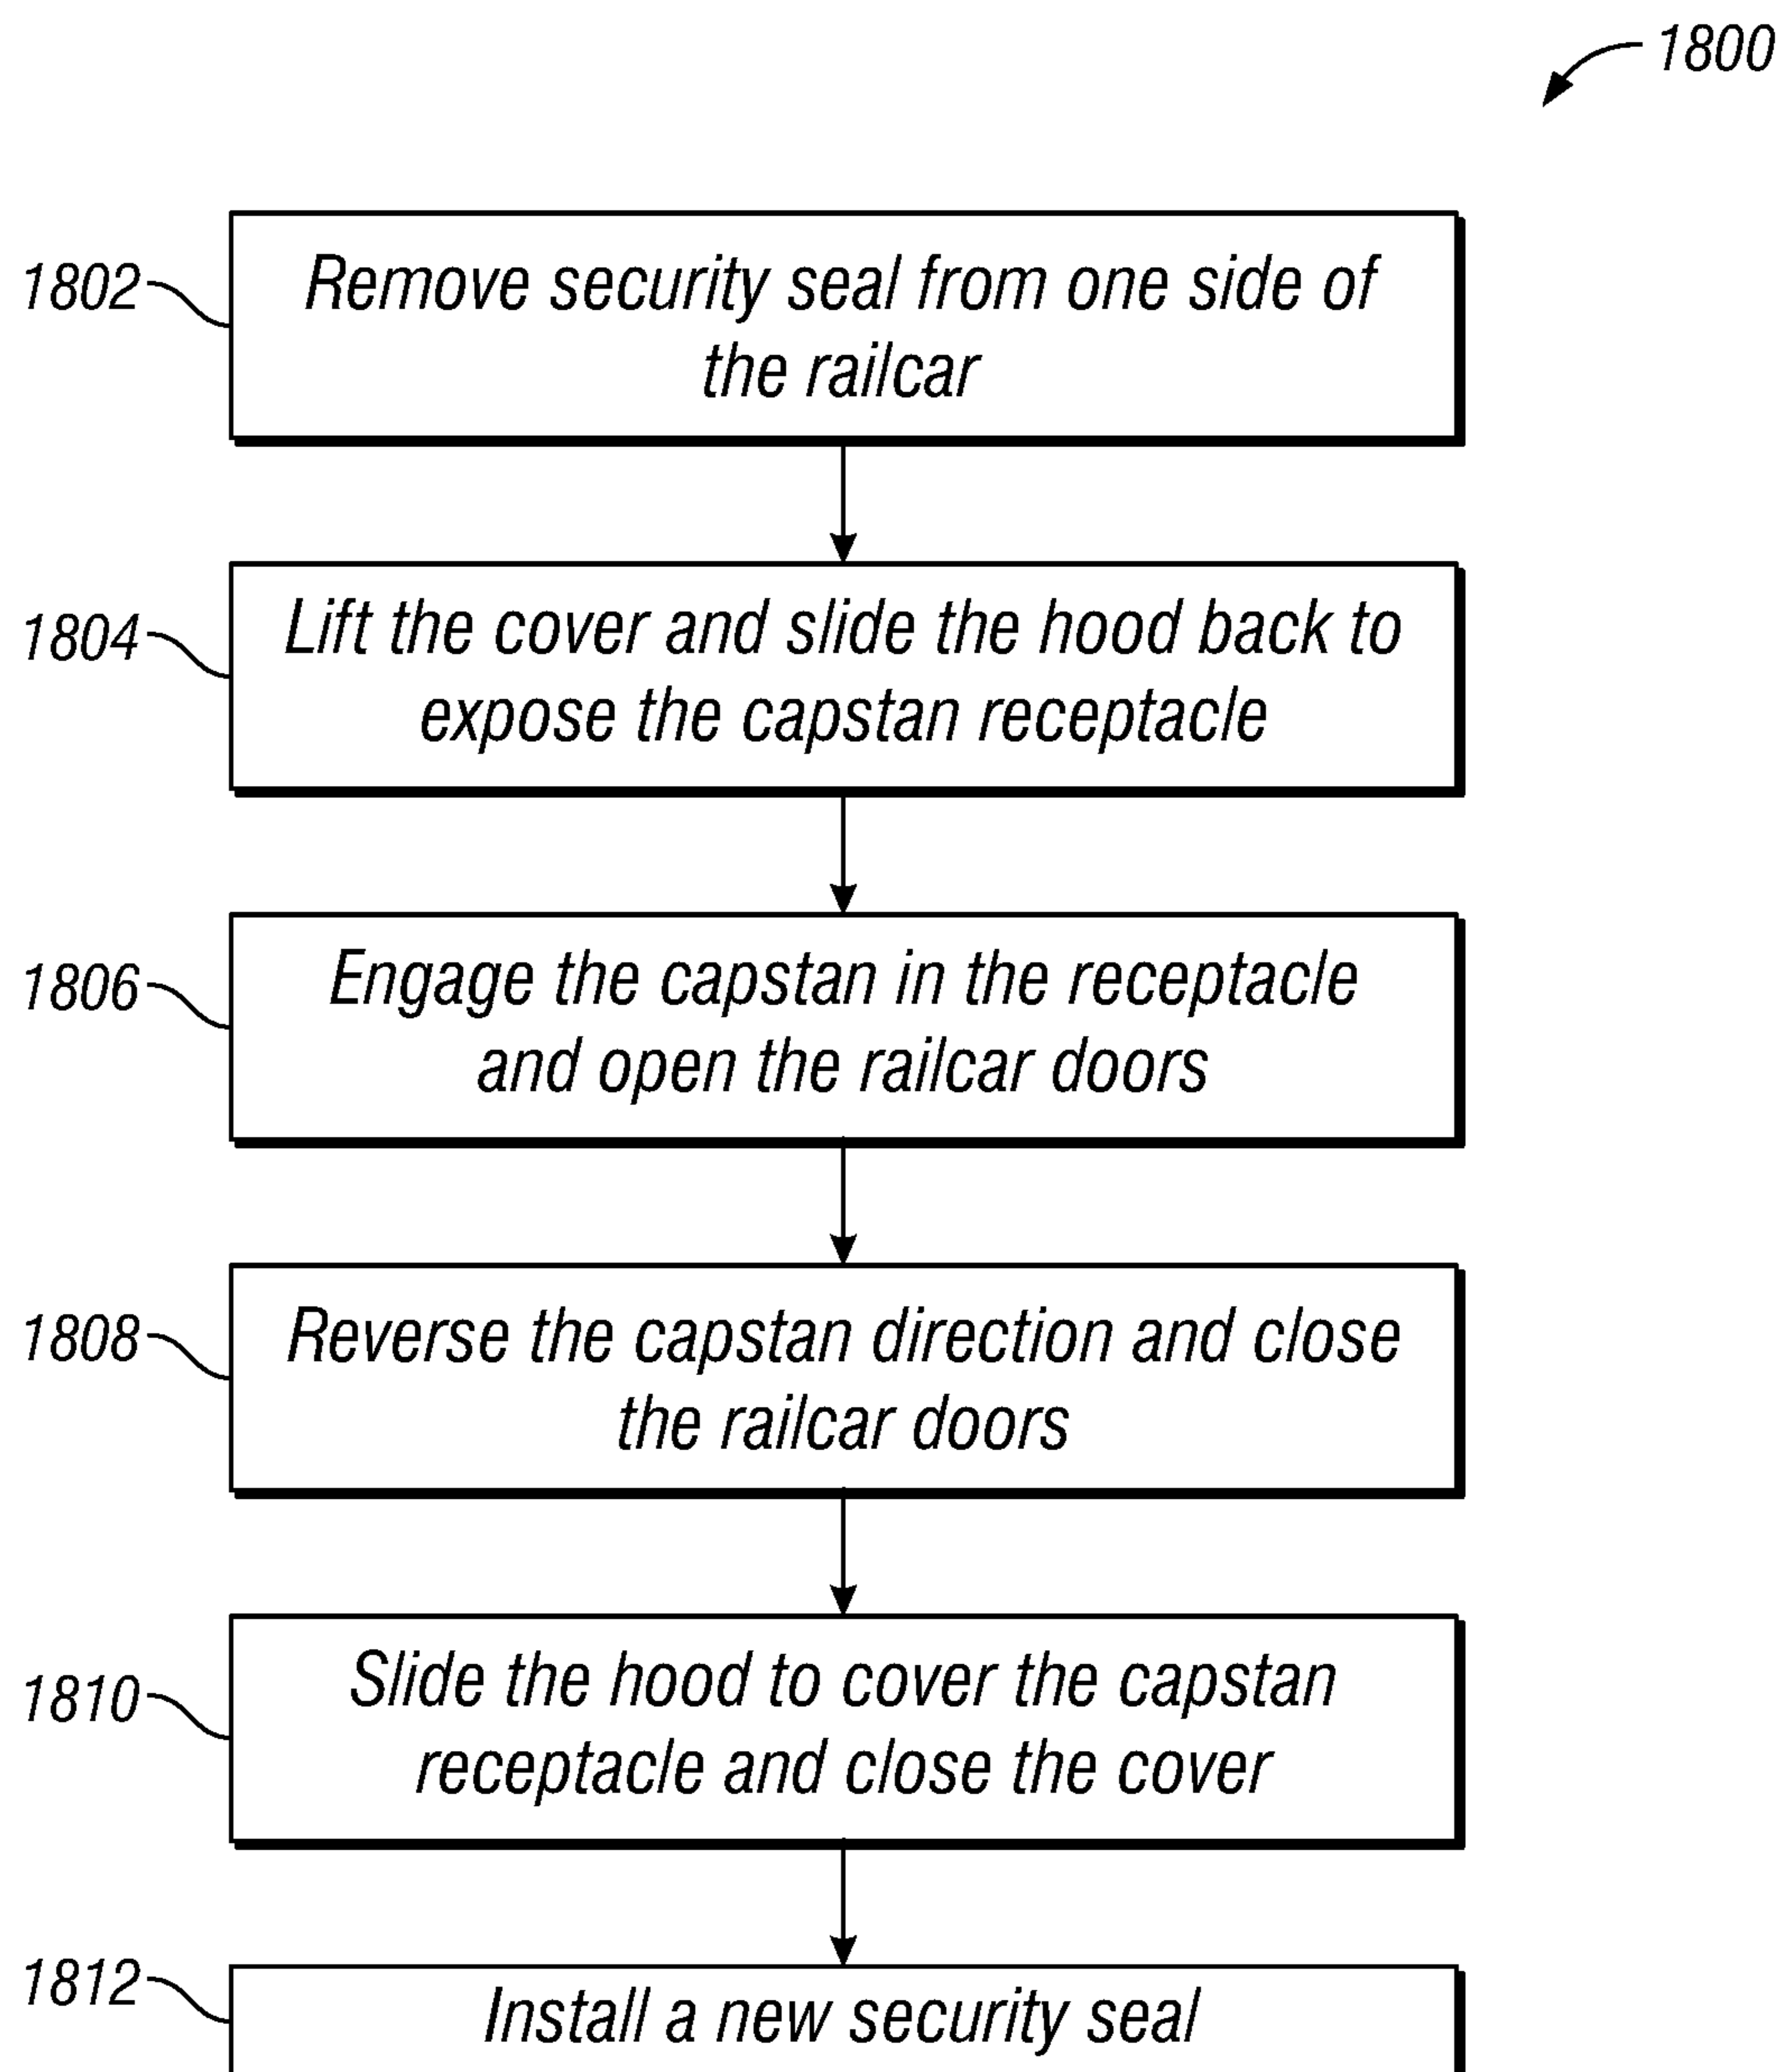 1800
1802
Remove security seal from one side of
the railcar
1804
Lift the cover and slide the hood back to
expose the capstan receptacle
1806
Engage the capstan in the receptacle
and open the railcar doors
1808
Reverse the capstan direction and close
the railcar doors
1810
Slide the hood to cover the capstan
receptacle and close the cover
1812
Install a new security seal